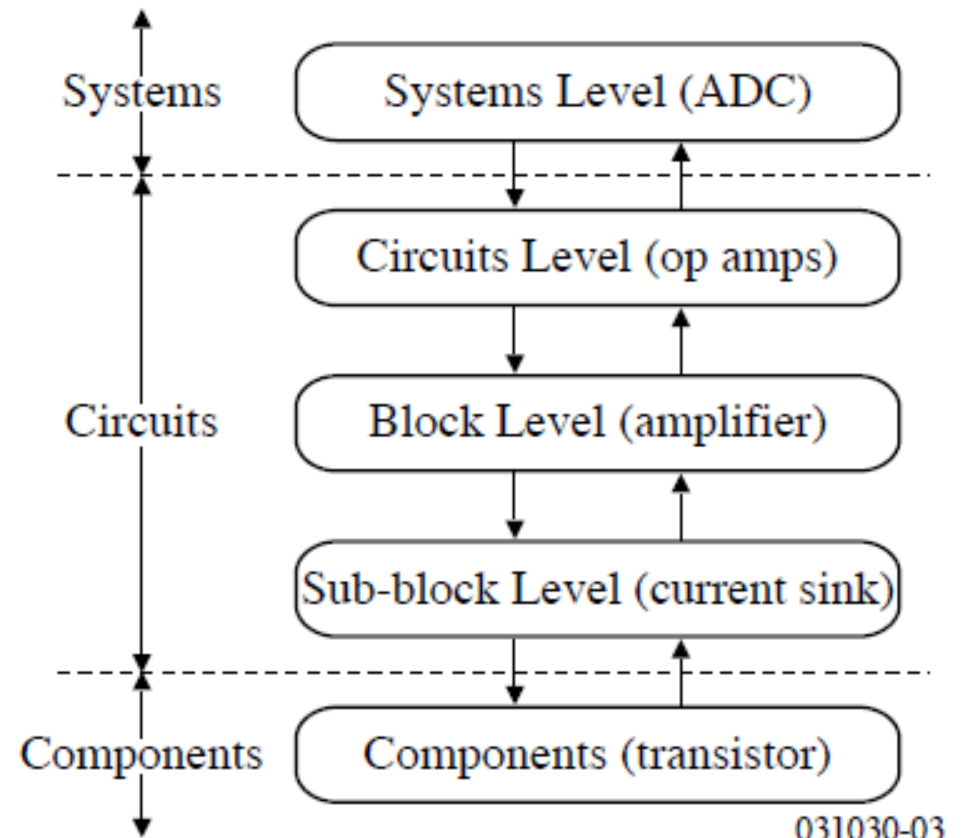 Systems
Systems Level (ADC)
Circuits Level (op amps)
Circuits
Block Level (amplifier)
Sub-block Level (current sink)
Components
Components (transistor)
031030-03